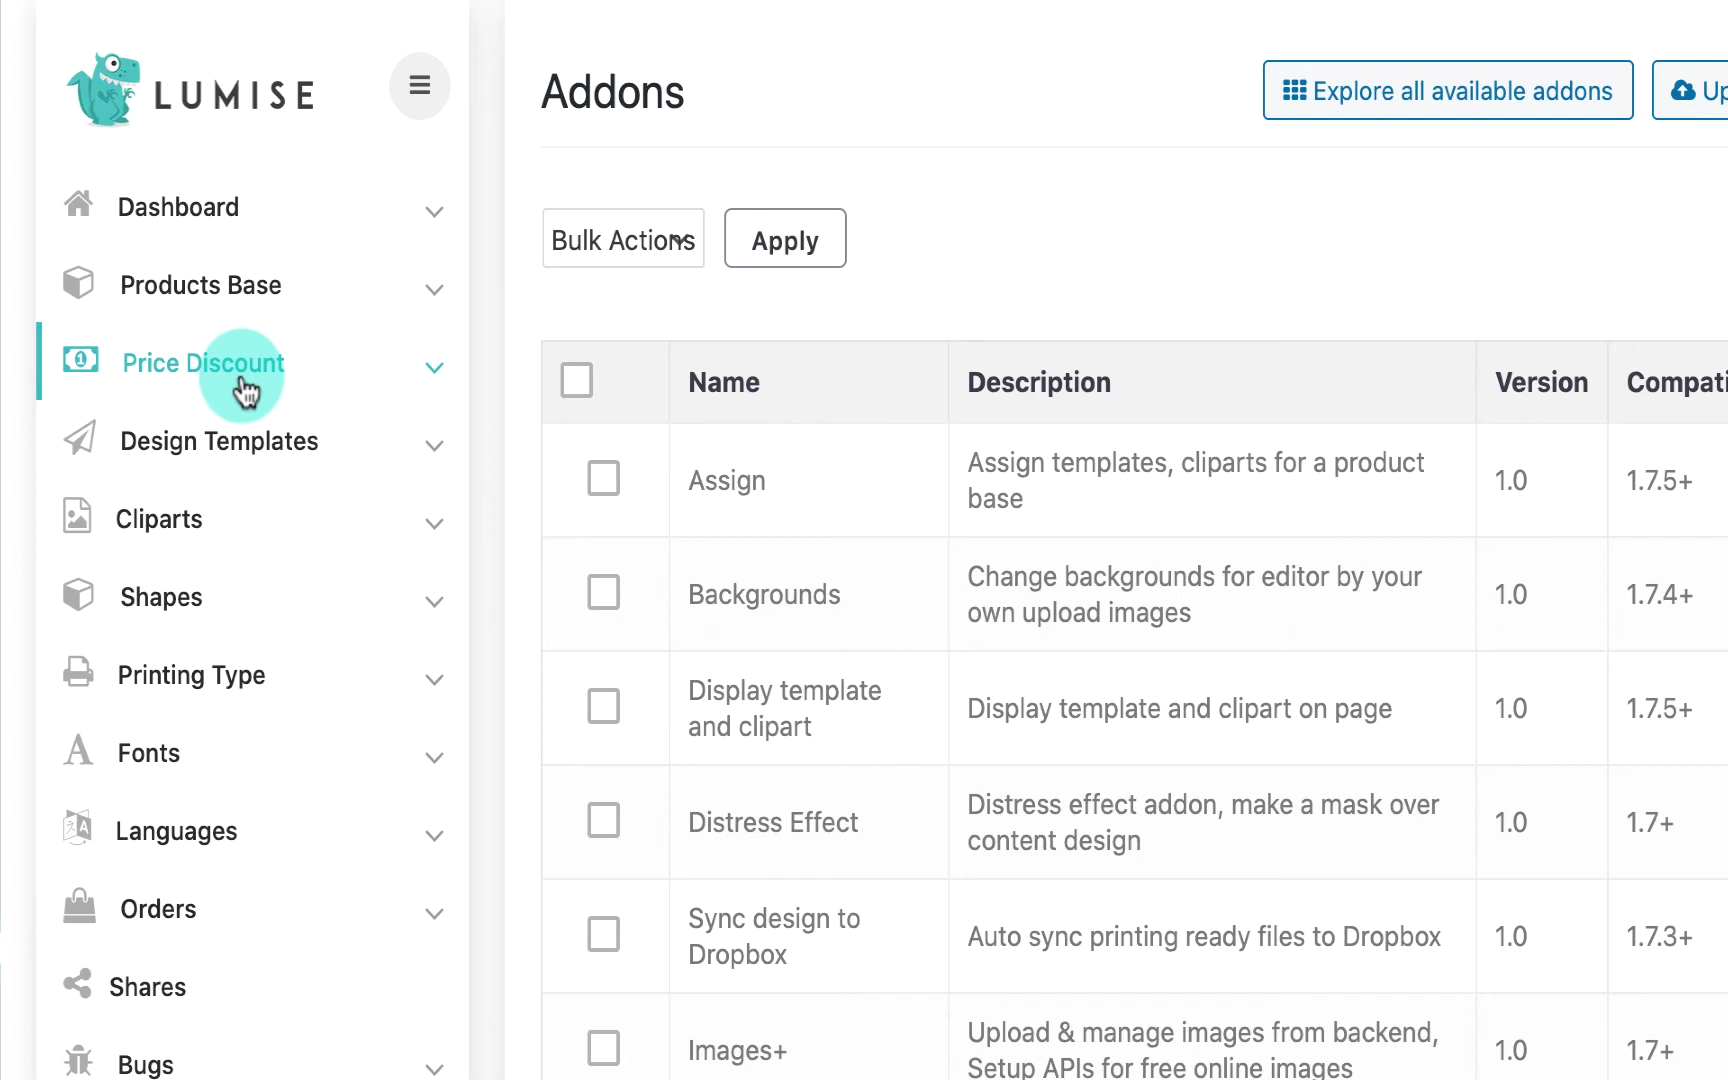 LUMISE
Dashboard
Products Base
Price Discount
Design Templates
Cliparts
Shapes
Printing Type
Fonts
Languages
Orders
Shares
Bugs
Addons
Explore all available addons
Up
Bulk Actions
Apply
Name Description Version Compati
Assign
Assign templates, cliparts for a product
base
1.0 1.7.5+
Backgrounds
Change backgrounds for editor by your
own upload images
1.0 1.7.4+
Display template
and clipart
Display template and clipart on page
1.0 1.7.5+
Distress Effect
Distress effect addon, make a mask over
content design
1.0 1.7+
Sync design to
Dropbox
Auto sync printing ready files to Dropbox
1.0 1.7.3+
Images+
Upload & manage images from backend,
Setup APIs for free online images
1.0 1.7+